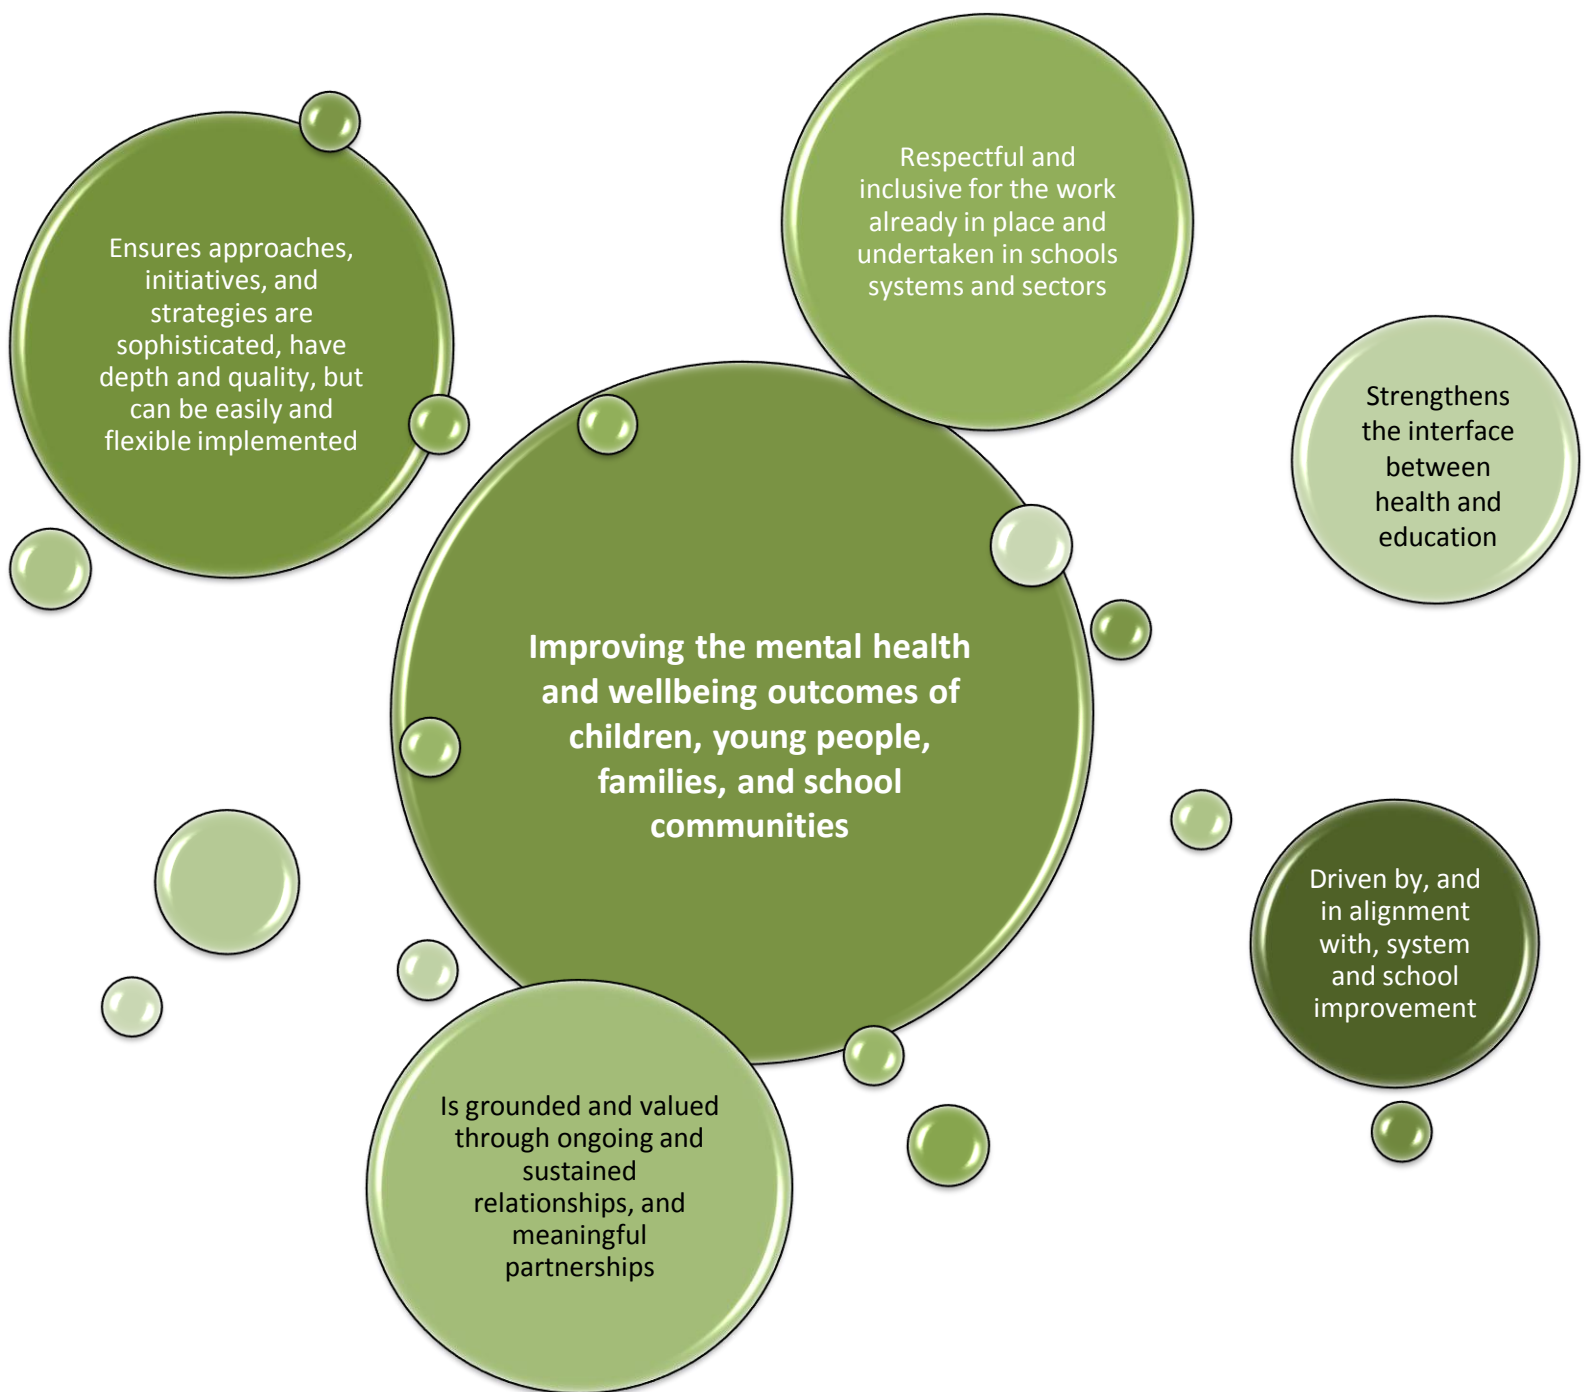 Ensures approaches,
initiatives, and
strategies are
sophisticated, have
depth and quality, but
can be easily and
flexible implemented
Respectful and
inclusive for the work
already in place and
undertaken in schools
systems and sectors
Strengthens
the interface
between
health and
education
Improving the mental health
and wellbeing outcomes of
children, young people,
families, and school
communities
Driven by, and
in alignment
with, system
and school
improvement
Is grounded and valued
through ongoing and
sustained
relationships, and
meaningful
partnerships